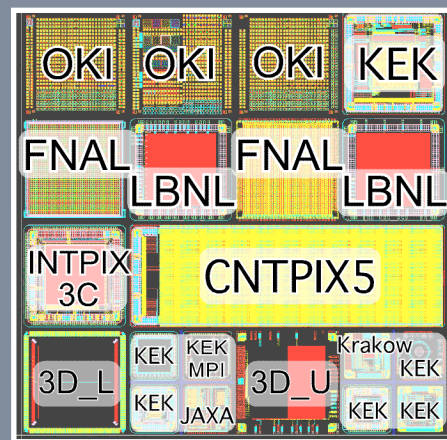 OKI OKI OKI KEK
FNAL LBNL FNAL LBNL
INTPIX
3C
CNTPIX5
3D_L
KEK
KEK
MPI
KEK
JAXA
3D_U
Krakow
KEK
KEK
KEK